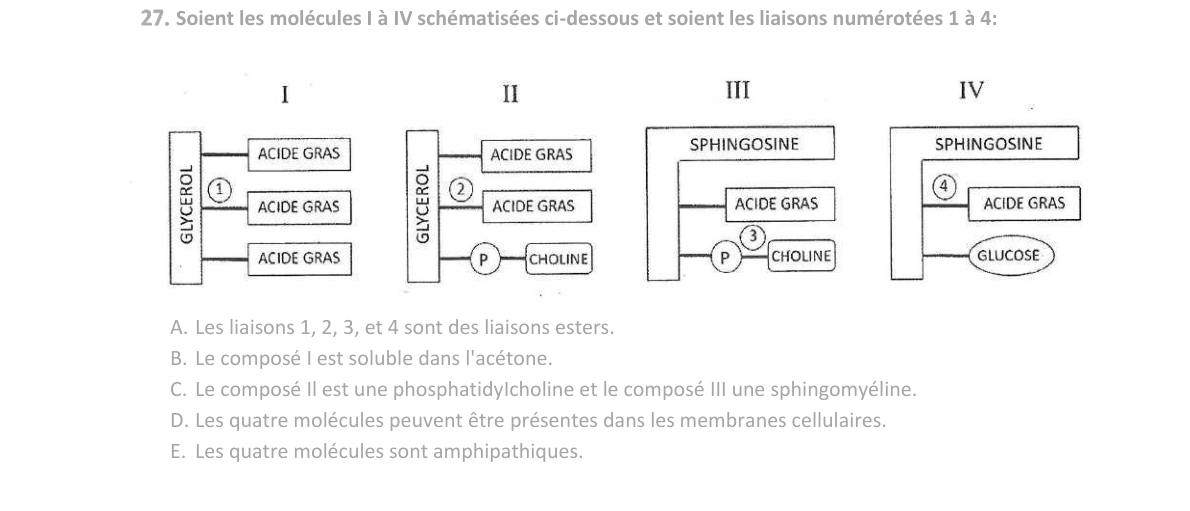 27. Soient les molécules I à IV schématisées ci-dessous et soient les liaisons numérotées 1 à 4:
I II III IV
GLYCEROL ACIDE GRAS 1 ACIDE GRAS ACIDE GRAS
GLYCEROL ACIDE GRAS 2 ACIDE GRAS P CHOLINE
SPHINGOSINE ACIDE GRAS 3 P CHOLINE
SPHINGOSINE 4 ACIDE GRAS GLUCOSE
A. Les liaisons 1, 2, 3, et 4 sont des liaisons esters.
B. Le composé I est soluble dans l'acétone.
C. Le composé Il est une phosphatidyIcholine et le composé III une sphingomyéline.
D. Les quatre molécules peuvent être présentes dans les membranes cellulaires.
E. Les quatre molécules sont amphipathiques.